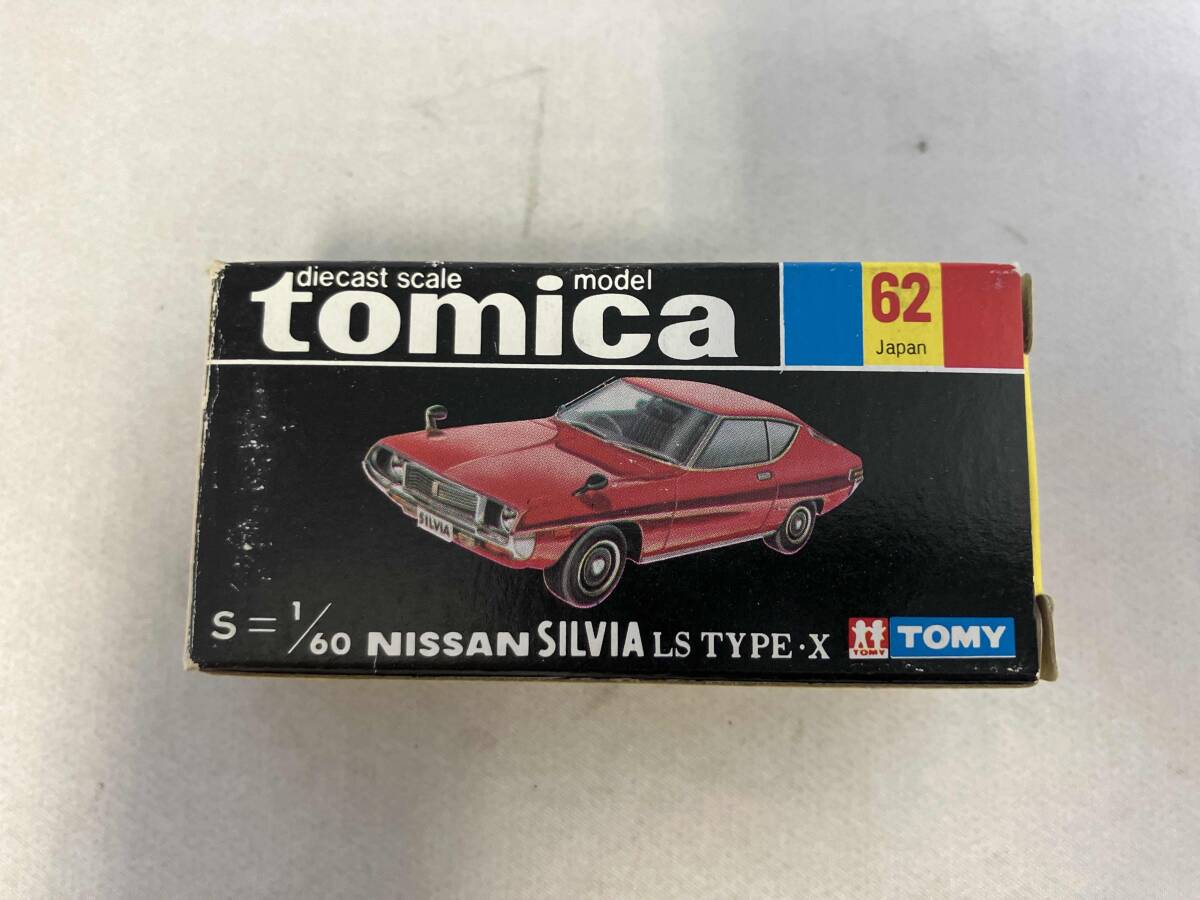 diecast scale model
tomica
62
Japan
SILVIA
S = 1/60 NISSAN SILVIA LS TYPE·X
TOMY
TOMY